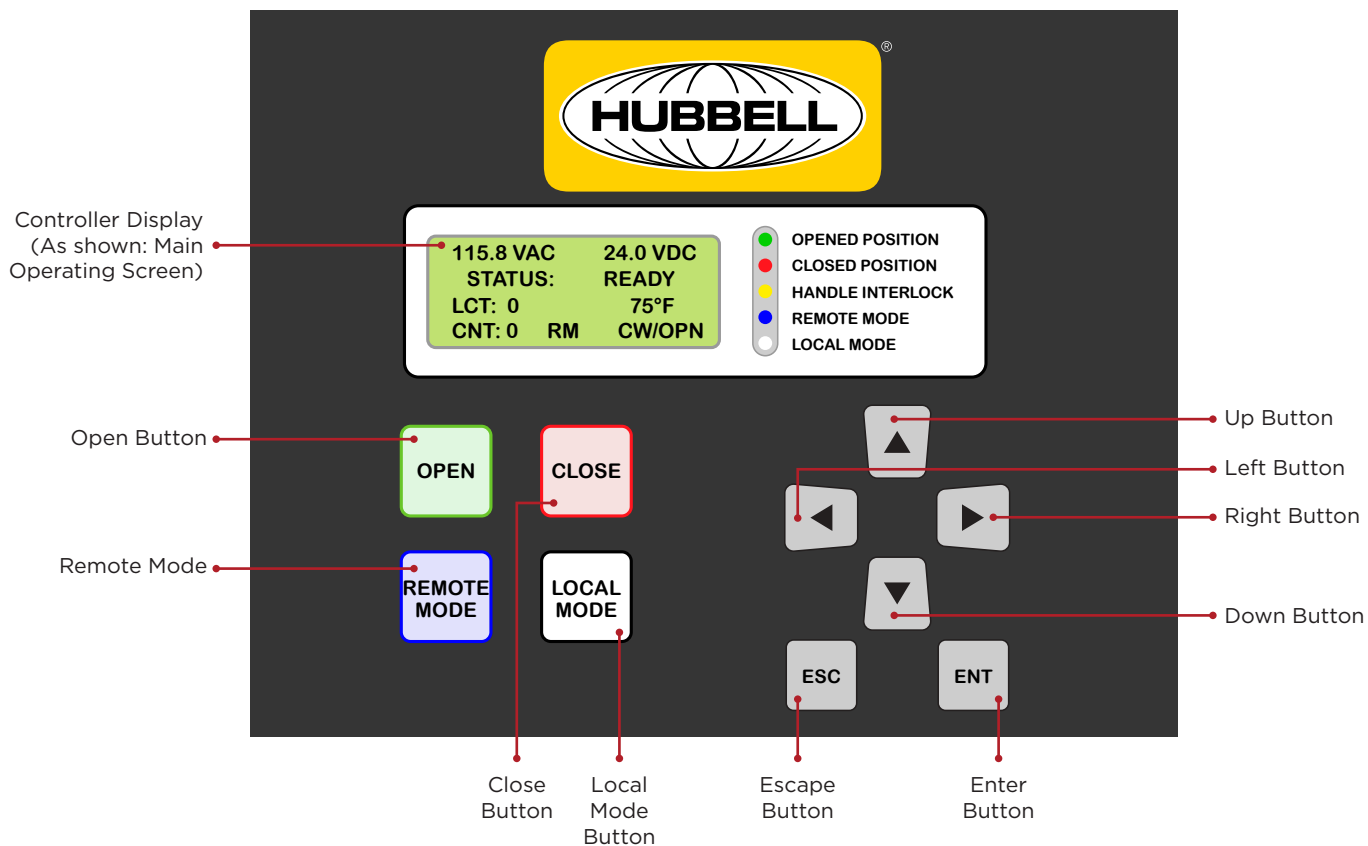 HUBBELL
®
Controller Display
(As shown: Main
Operating Screen)
115.8 VAC 24.0 VDC
STATUS: READY
LCT: 0 75°F
CNT: 0 RM CW/OPN
OPENED POSITION
CLOSED POSITION
HANDLE INTERLOCK
REMOTE MODE
LOCAL MODE
Open Button
OPEN
CLOSE
Up Button
Left Button
Right Button
Remote Mode
REMOTE
MODE
LOCAL
MODE
Down Button
ESC
ENT
Close
Button
Local
Mode
Button
Escape
Button
Enter
Button